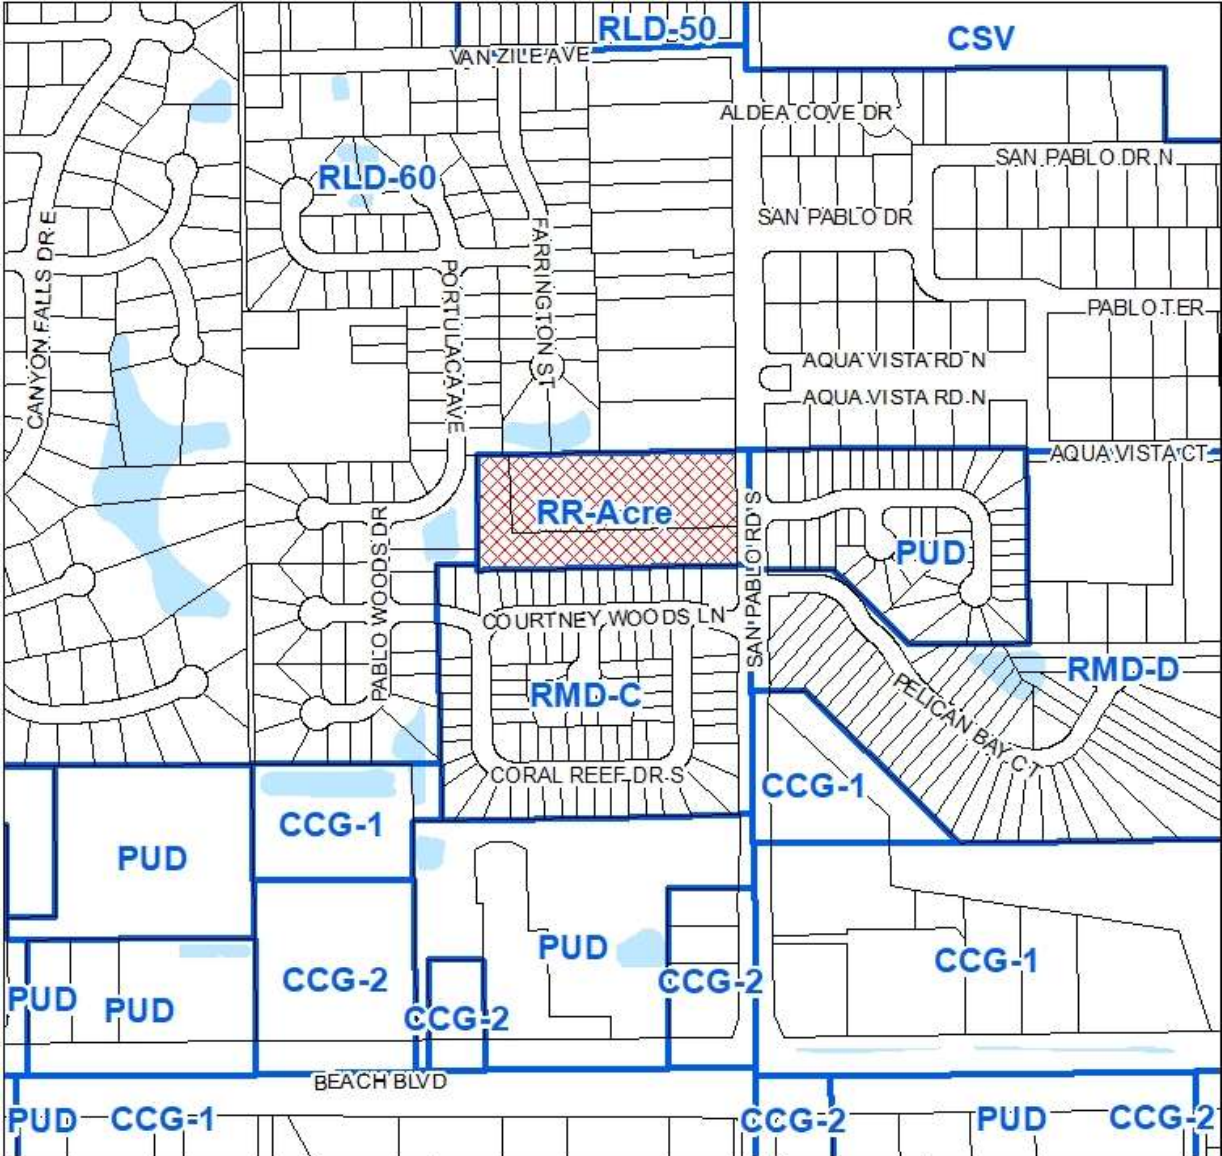 RLD-50
CSV
VAN ZILE AVE
ALDEA COVE DR
SAN PABLO DR N
RLD-60
SAN PABLO DR
CANYON FALLS DR E
FARRINGTON ST
PORTULACA AVE
PABLO TER
AQUA VISTA RD N
AQUA VISTA RD N
AQUA VISTA CT
RR-Acre
SAN PABLO RD S
PUD
PABLO WOODS DR
COURTNEY WOODS LN
RMD-C
RMD-D
PELICAN BAY CT
CORAL REEF DR S
CCG-1
CCG-1
PUD
PUD
CCG-1
CCG-2
CCG-2
PUD
PUD
CCG-2
BEACH BLVD
PUD
CCG-1
CCG-2
PUD
CCG-2